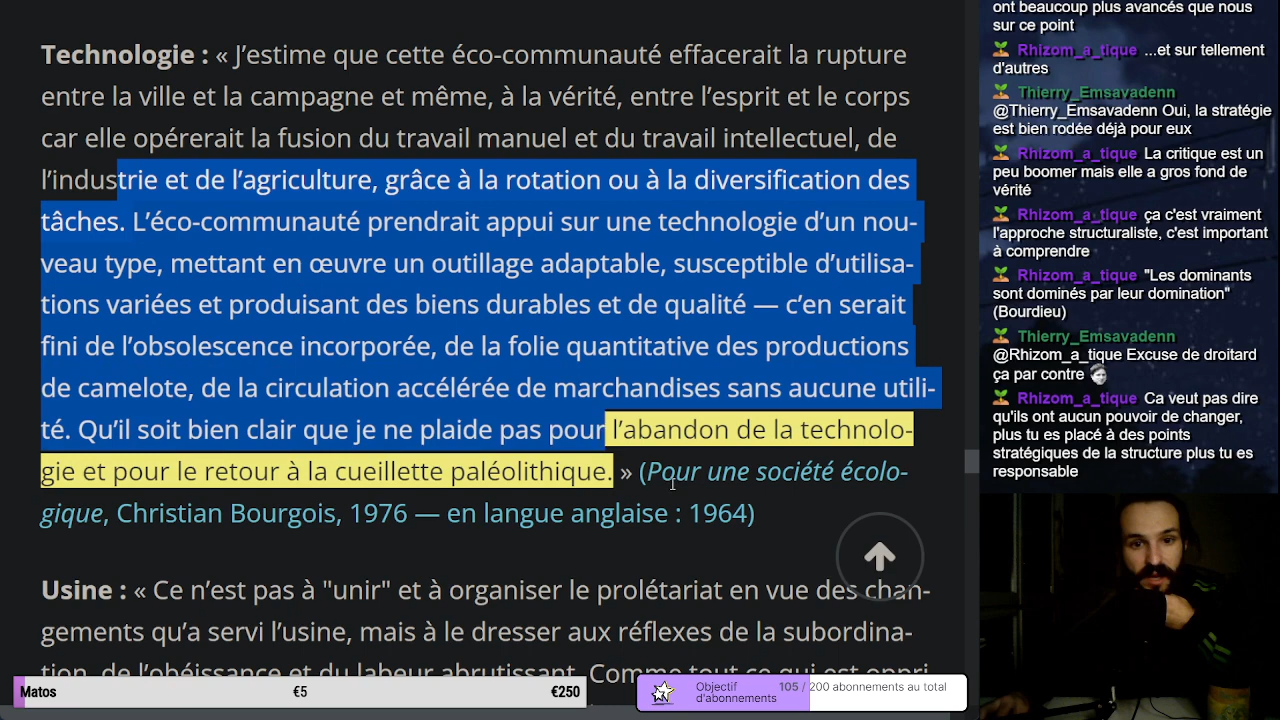 Technologie : « J’estime que cette éco-communauté effacerait la rupture
entre la ville et la campagne et même, à la vérité, entre l’esprit et le corps
car elle opérerait la fusion du travail manuel et du travail intellectuel, de
l’industrie et de l’agriculture, grâce à la rotation ou à la diversification des
tâches. L’éco-communauté prendrait appui sur une technologie d’un nou-
veau type, mettant en œuvre un outillage adaptable, susceptible d’utilisa-
tions variées et produisant des biens durables et de qualité — c’en serait
fini de l’obsolescence incorporée, de la folie quantitative des productions
de camelote, de la circulation accélérée de marchandises sans aucune utili-
té. Qu’il soit bien clair que je ne plaide pas pour l’abandon de la technolo-
gie et pour le retour à la cueillette paléolithique. » (Pour une société écolo-
gique, Christian Bourgois, 1976 — en langue anglaise : 1964)
Usine : « Ce n’est pas à "unir" et à organiser le prolétariat en vue des chan-
gements qu’a servi l’usine, mais à le dresser aux réflexes de la subordina-
tion, de l’obéissance et du labeur abrutissant. Comme tout ce qui est oppri
Matos €5 €250
Objectif
d'abonnements
105 / 200 abonnements au total
ont beaucoup plus avancés que nous
sur ce point
Rhizom_a_tique ...et sur tellement
d'autres
Thierry_Emsavadenn
@Thierry_Emsavadenn Oui, la stratégie
est bien rodée déjà pour eux
Rhizom_a_tique La critique est un
peu boomer mais elle a gros fond de
vérité
Rhizom_a_tique ça c'est vraiment
l'approche structuraliste, c'est important
à comprendre
Rhizom_a_tique "Les dominants
sont dominés par leur domination"
(Bourdieu)
Thierry_Emsavadenn
@Rhizom_a_tique Excuse de droitard
ça par contre
Rhizom_a_tique Ca veut pas dire
qu'ils ont aucun pouvoir de changer,
plus tu es placé à des points
stratégiques de la structure plus tu es
responsable